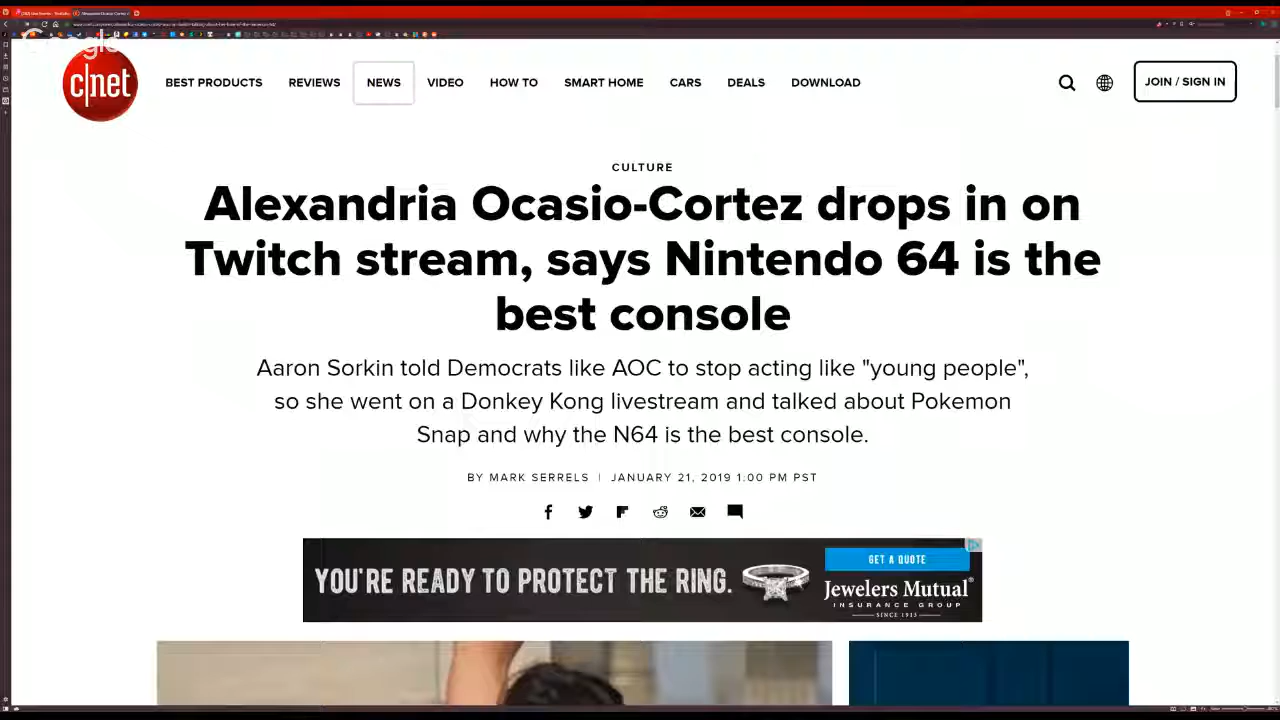 Google
c|net
BEST PRODUCTS REVIEWS NEWS VIDEO HOW TO SMART HOME CARS DEALS DOWNLOAD JOIN / SIGN IN
CULTURE
Alexandria Ocasio-Cortez drops in on
Twitch stream, says Nintendo 64 is the
best console
Aaron Sorkin told Democrats like AOC to stop acting like "young people",
so she went on a Donkey Kong livestream and talked about Pokemon
Snap and why the N64 is the best console.
BY MARK SERRELS | JANUARY 21, 2019 1:00 PM PST
YOU'RE READY TO PROTECT THE RING.
GET A QUOTE
Jewelers Mutual®
INSURANCE GROUP
SINCE 1913